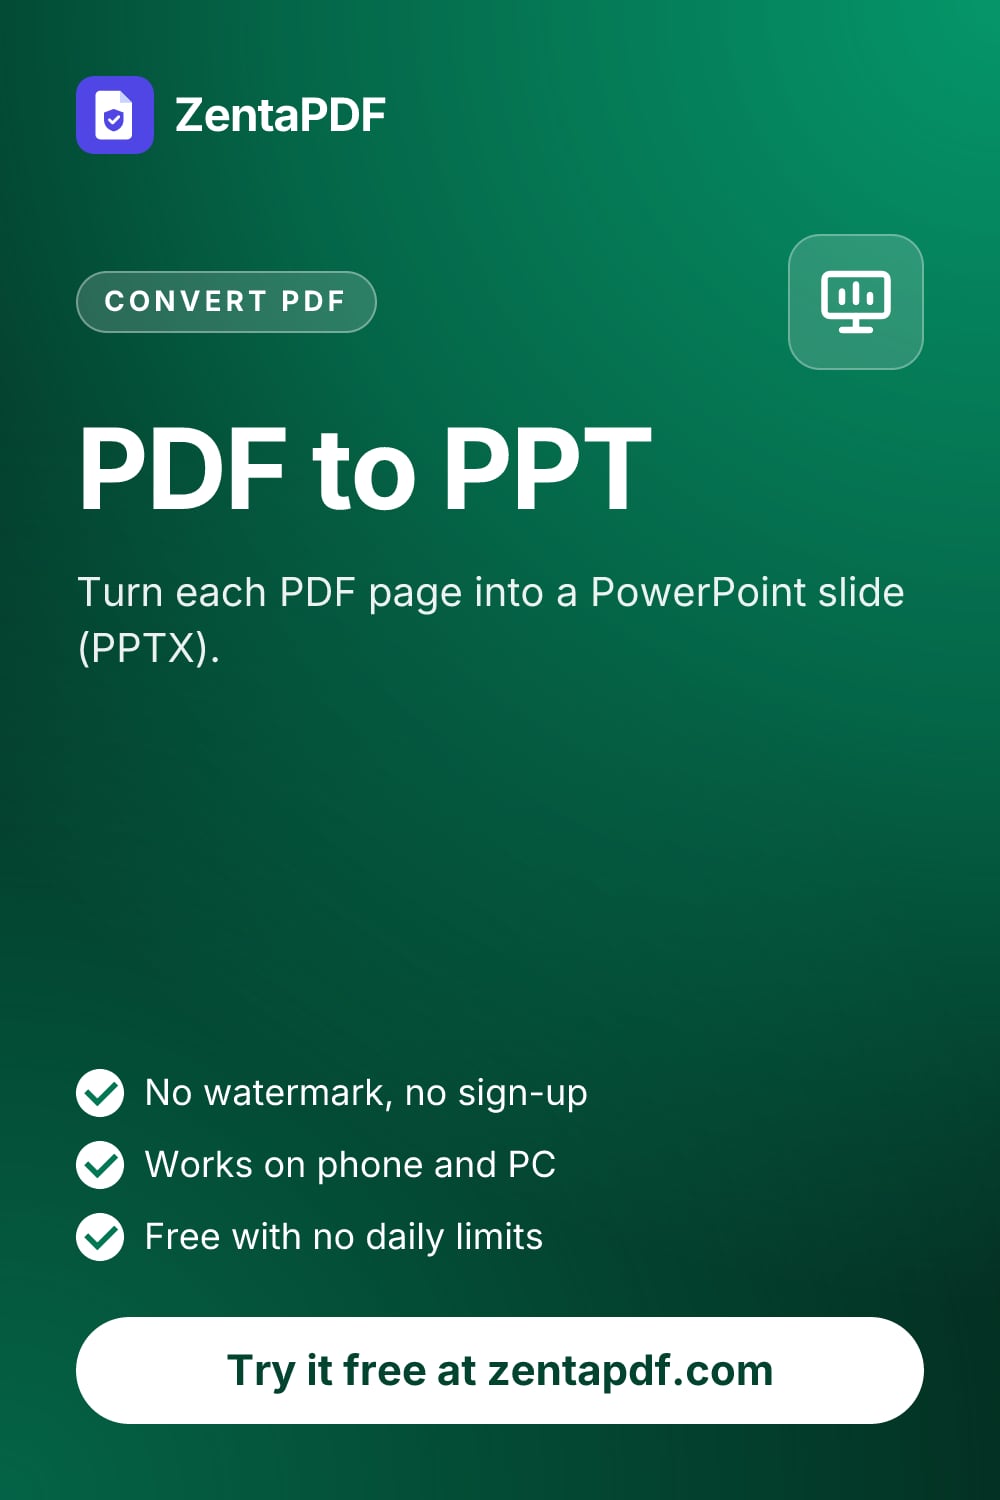 ZentaPDF
CONVERT PDF
PDF to PPT
Turn each PDF page into a PowerPoint slide
(PPTX).
No watermark, no sign-up
Works on phone and PC
Free with no daily limits
Try it free at zentapdf.com